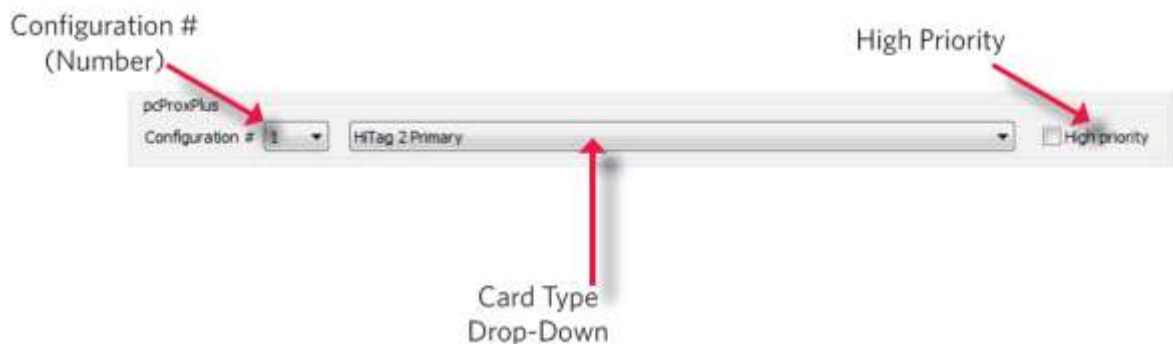 Configuration #
(Number)
High Priority
pcProxPlus
Configuration # 1 HiTag 2 Primary High priority
Card Type
Drop-Down